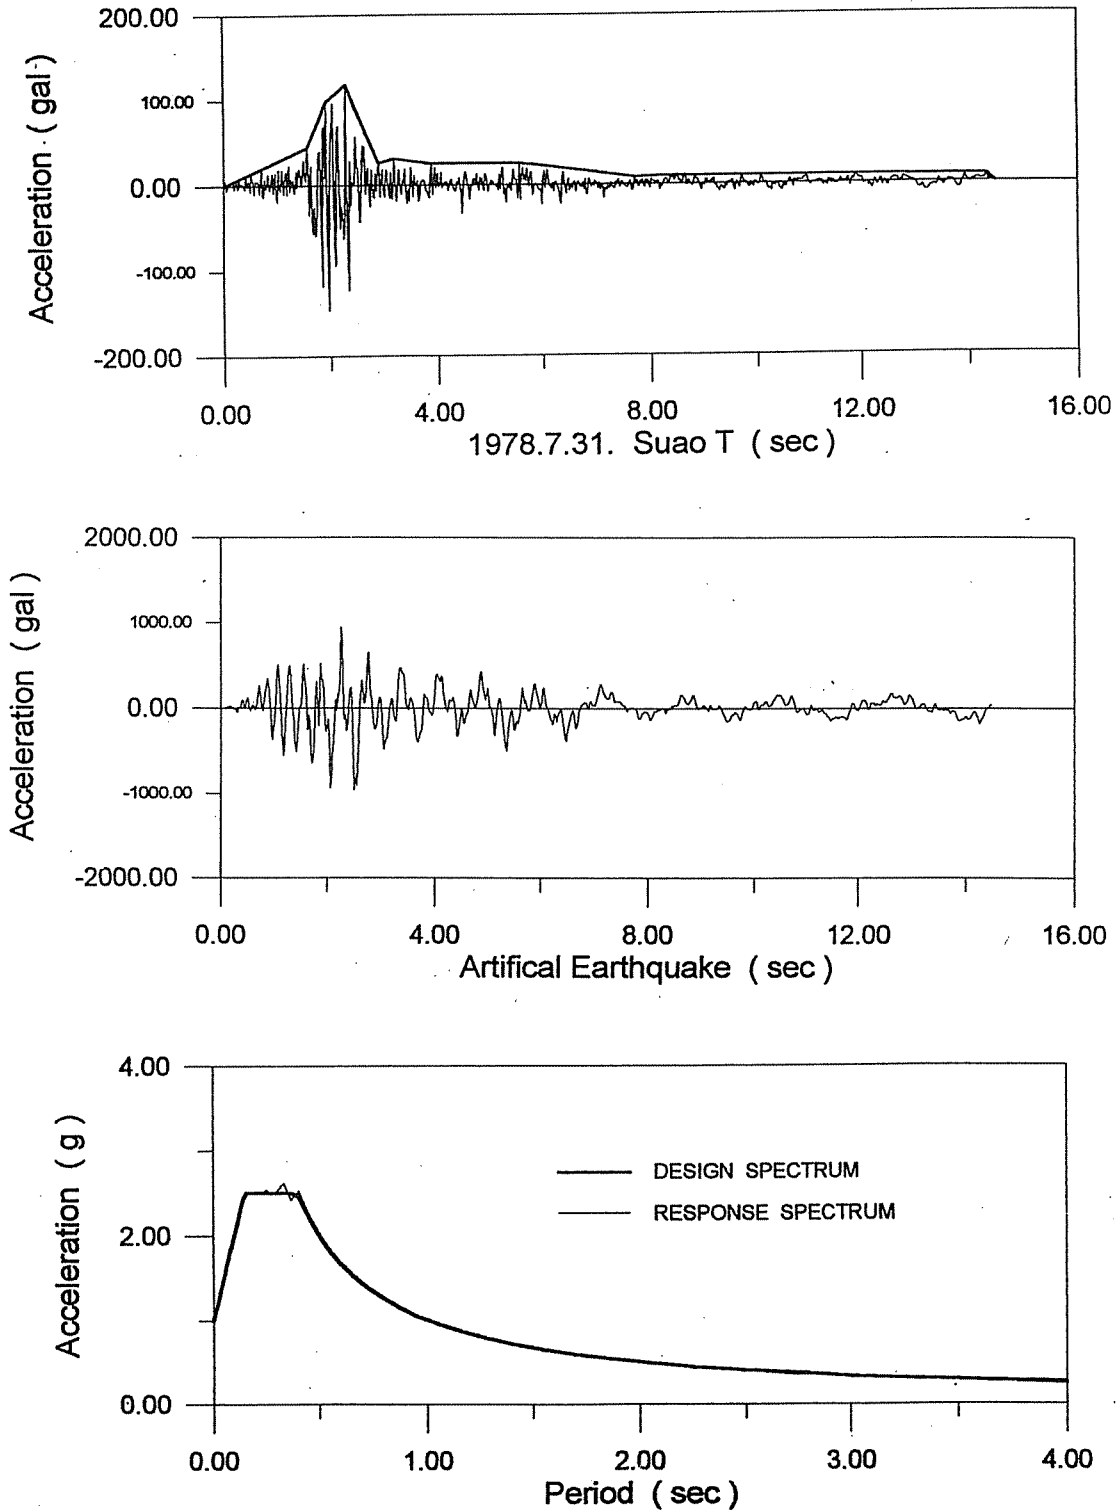 200.00
100.00
0.00
-100.00
-200.00
Acceleration (gal)
0.00 4.00 8.00 12.00 16.00
1978.7.31. Suao T (sec)
2000.00
1000.00
0.00
-1000.00
-2000.00
Acceleration (gal)
0.00 4.00 8.00 12.00 16.00
Artifical Earthquake (sec)
4.00
2.00
0.00
Acceleration (g)
DESIGN SPECTRUM
RESPONSE SPECTRUM
0.00 1.00 2.00 3.00 4.00
Period (sec)